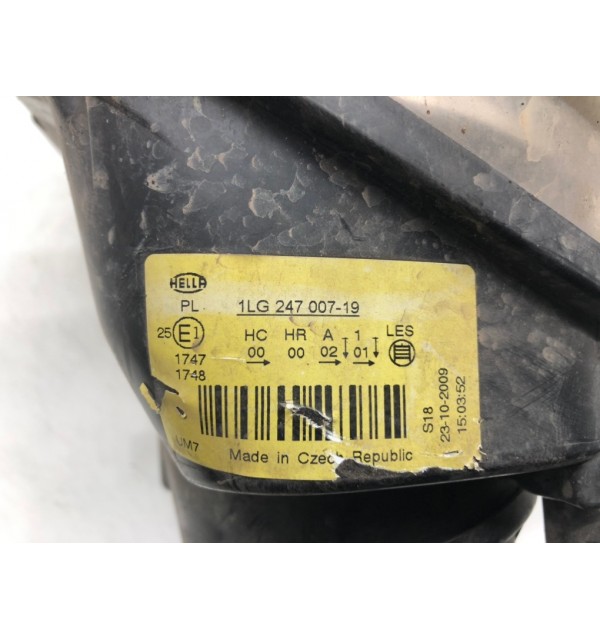 HELLA
PL 1LG 247 007-19
25 E1 HC HR A 1 LES
00 00 02 01
1747
1748
UM7 Made in Czech Republic
S18
23-10-2009
15:03:52